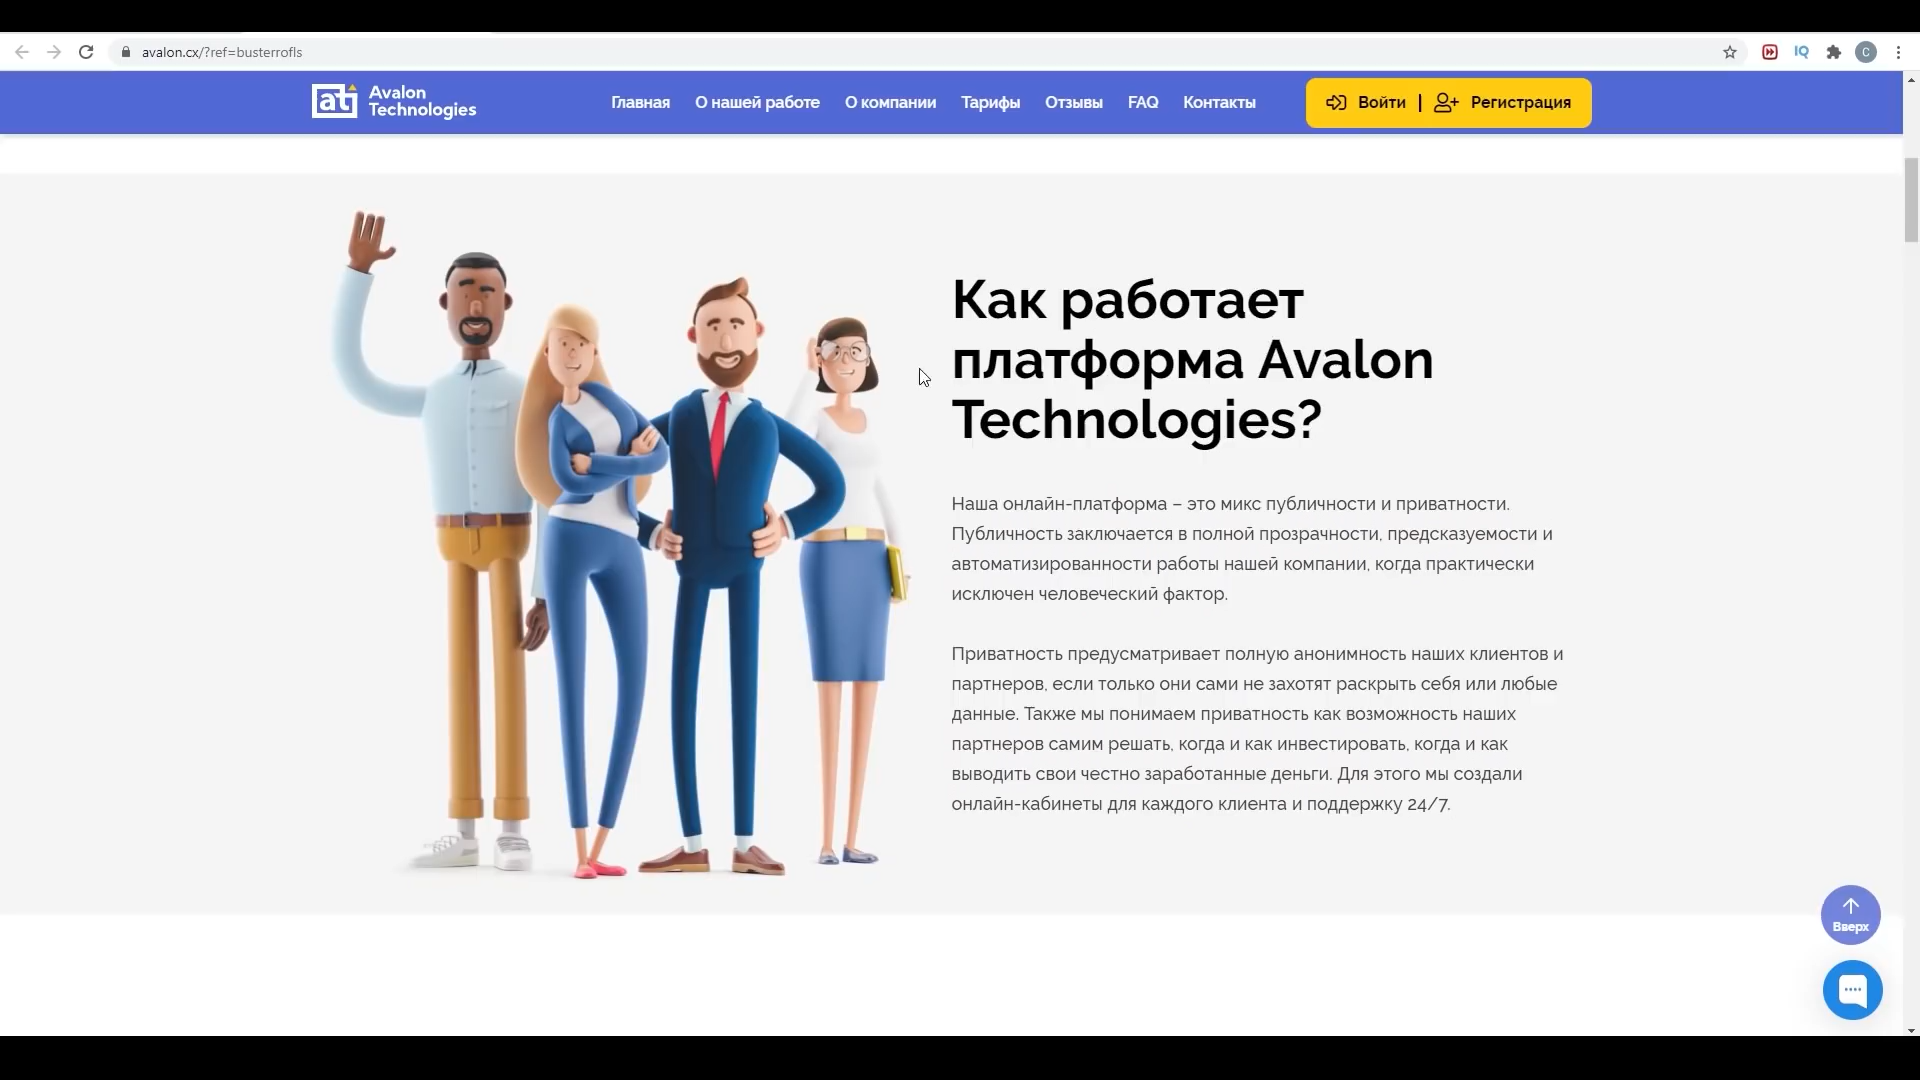 avalon.cx/?ref=busterrofls
IQ
C
at
Avalon
Technologies
Главная
О нашей работе
О компании
Тарифы
Отзывы
FAQ
Контакты
Войти | Регистрация
Как работает
платформа Avalon
Technologies?
Наша онлайн-платформа – это микс публичности и приватности.
Публичность заключается в полной прозрачности, предсказуемости и
автоматизированности работы нашей компании, когда практически
исключен человеческий фактор.
Приватность предусматривает полную анонимность наших клиентов и
партнеров, если только они сами не захотят раскрыть себя или любые
данные. Также мы понимаем приватность как возможность наших
партнеров самим решать, когда и как инвестировать, когда и как
выводить свои честно заработанные деньги. Для этого мы создали
онлайн-кабинеты для каждого клиента и поддержку 24/7.
Вверх